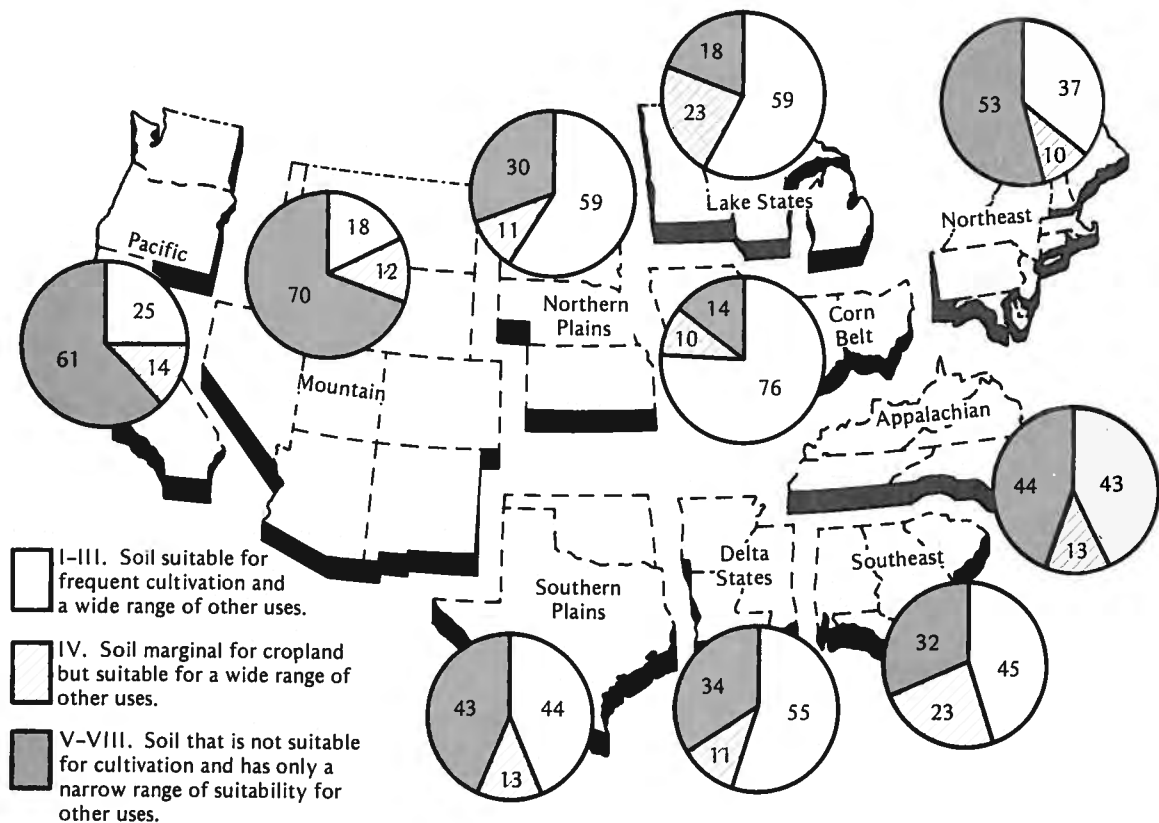 18
59
23
Lake States
53
37
10
Northeast
30
59
11
Northern
Plains
18
12
70
Mountain
Pacific
25
14
61
14
10
76
Corn
Belt
Appalachian
44
43
13
Southern
Plains
43
44
13
Delta
States
34
55
11
Southeast
32
45
23
I–III. Soil suitable for
frequent cultivation and
a wide range of other uses.
IV. Soil marginal for cropland
but suitable for a wide range of
other uses.
V–VIII. Soil that is not suitable
for cultivation and has only a
narrow range of suitability for
other uses.